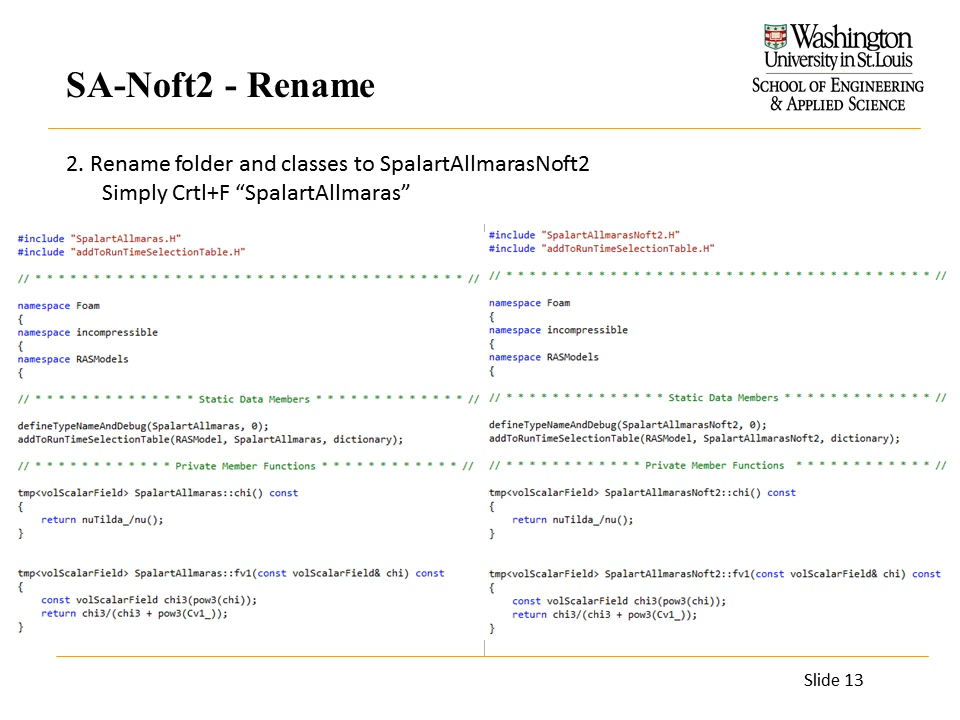 Washington
University in St. Louis
SCHOOL OF ENGINEERING
& APPLIED SCIENCE
SA-Noft2 - Rename
2. Rename folder and classes to SpalartAllmarasNoft2
Simply Crtl+F “SpalartAllmaras”
#include "SpalartAllmaras.H"
#include "addToRunTimeSelectionTable.H"
// * * * * * * * * * * * * * * * * * * * * * * * * * * * * * * * * * * * * * //
namespace Foam
{
namespace incompressible
{
namespace RASModels
{
// * * * * * * * * * * * * * * Static Data Members * * * * * * * * * * * * * //
defineTypeNameAndDebug(SpalartAllmaras, 0);
addToRunTimeSelectionTable(RASModel, SpalartAllmaras, dictionary);
// * * * * * * * * * * * * Private Member Functions * * * * * * * * * * * * //
tmp<volScalarField> SpalartAllmaras::chi() const
{
return nuTilda_/nu();
}
tmp<volScalarField> SpalartAllmaras::fv1(const volScalarField& chi) const
{
const volScalarField chi3(pow3(chi));
return chi3/(chi3 + pow3(Cv1_));
}
#include "SpalartAllmarasNoft2.H"
#include "addToRunTimeSelectionTable.H"
// * * * * * * * * * * * * * * * * * * * * * * * * * * * * * * * * * * * * * //
namespace Foam
{
namespace incompressible
{
namespace RASModels
{
// * * * * * * * * * * * * * * Static Data Members * * * * * * * * * * * * * //
defineTypeNameAndDebug(SpalartAllmarasNoft2, 0);
addToRunTimeSelectionTable(RASModel, SpalartAllmarasNoft2, dictionary);
// * * * * * * * * * * * * Private Member Functions * * * * * * * * * * * * //
tmp<volScalarField> SpalartAllmarasNoft2::chi() const
{
return nuTilda_/nu();
}
tmp<volScalarField> SpalartAllmarasNoft2::fv1(const volScalarField& chi) const
{
const volScalarField chi3(pow3(chi));
return chi3/(chi3 + pow3(Cv1_));
}
Slide 13